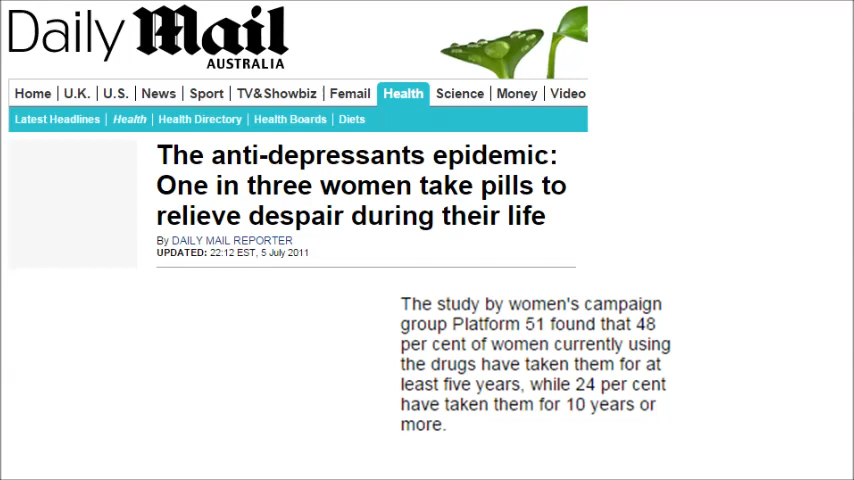 Daily Mail
AUSTRALIA
Home | U.K. | U.S. | News | Sport | TV&Showbiz | Femail | Health | Science | Money | Video
Latest Headlines | Health | Health Directory | Health Boards | Diets
The anti-depressants epidemic:
One in three women take pills to
relieve despair during their life
By DAILY MAIL REPORTER
UPDATED: 22:12 EST, 5 July 2011
The study by women's campaign
group Platform 51 found that 48
per cent of women currently using
the drugs have taken them for at
least five years, while 24 per cent
have taken them for 10 years or
more.